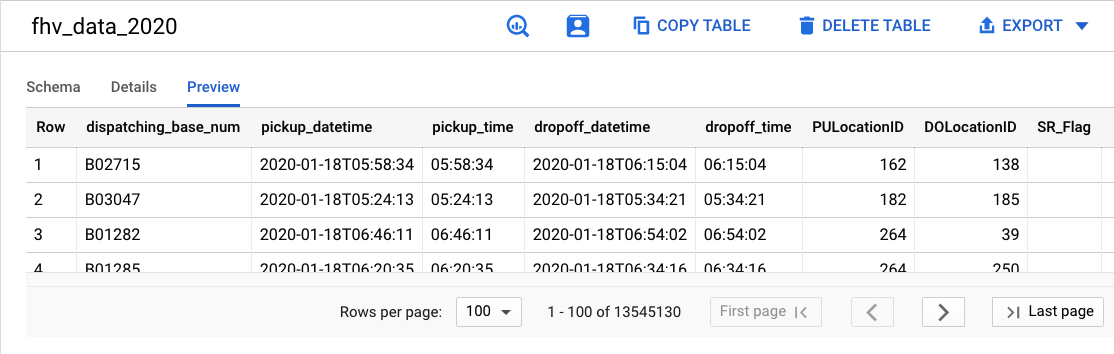 fhv_data_2020 COPY TABLE DELETE TABLE EXPORT
Schema Details Preview
Row dispatching_base_num pickup_datetime pickup_time dropoff_datetime dropoff_time PULocationID DOLocationID SR_Flag
1 B02715 2020-01-18T05:58:34 05:58:34 2020-01-18T06:15:04 06:15:04 162 138
2 B03047 2020-01-18T05:24:13 05:24:13 2020-01-18T05:34:21 05:34:21 182 185
3 B01282 2020-01-18T06:46:11 06:46:11 2020-01-18T06:54:02 06:54:02 264 39
4 B01285 2020-01-18T06:20:35 06:20:35 2020-01-18T06:34:16 06:34:16 264 250
Rows per page: 100 1 - 100 of 13545130 First page Last page